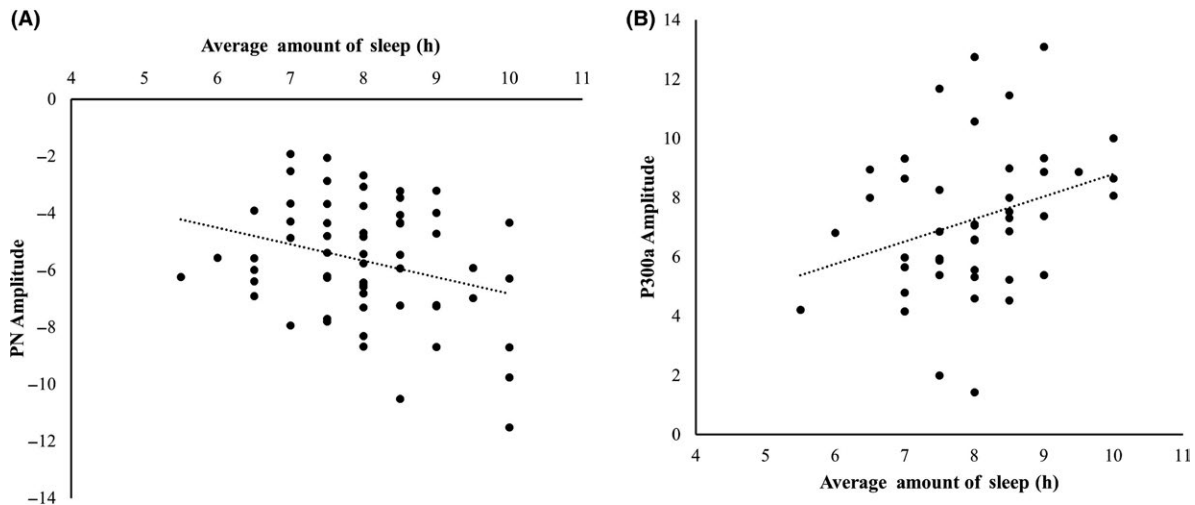 (A)
Average amount of sleep (h)
4 5 6 7 8 9 10 11
0
−2
−4
−6
−8
−10
−12
−14
PN Amplitude
(B)
14
12
10
8
6
4
2
0
P300a Amplitude
4 5 6 7 8 9 10 11
Average amount of sleep (h)